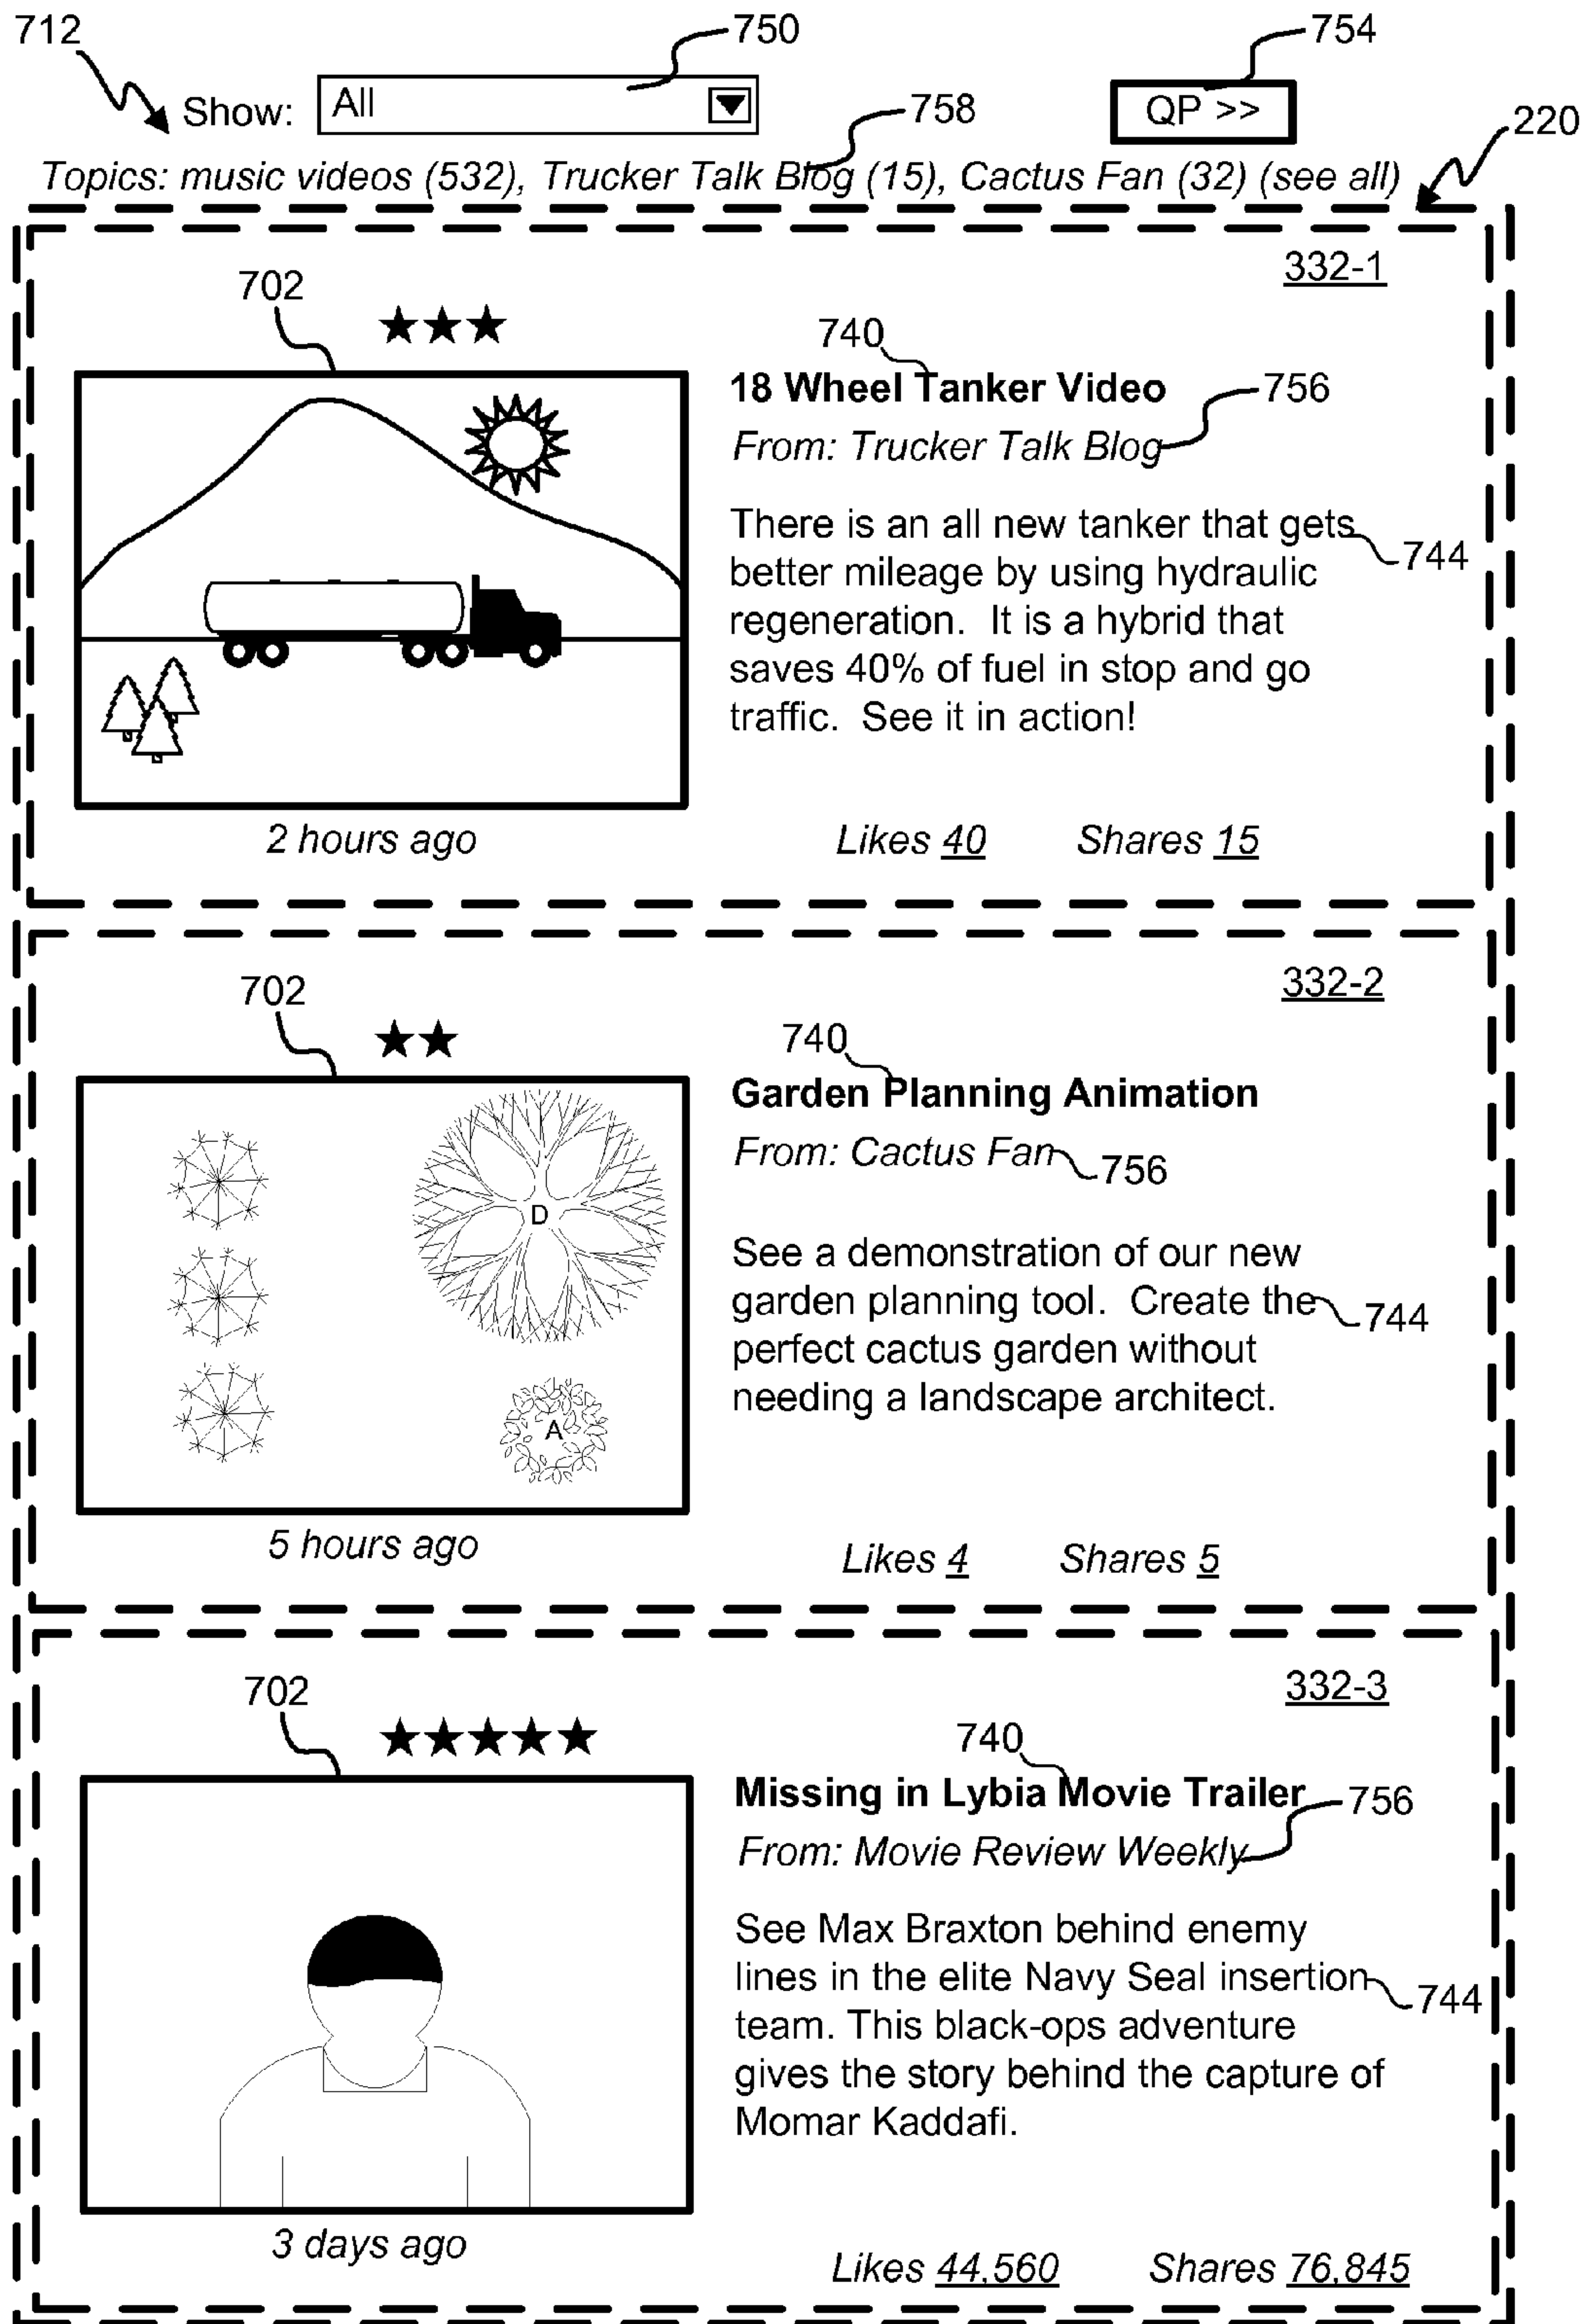 712
750
754
Show: All
QP >>
758
220
Topics: music videos (532), Trucker Talk Blog (15), Cactus Fan (32) (see all)
332-1
702
★★★
740
18 Wheel Tanker Video
756
From: Trucker Talk Blog
There is an all new tanker that gets
744
better mileage by using hydraulic
regeneration. It is a hybrid that
saves 40% of fuel in stop and go
traffic. See it in action!
2 hours ago
Likes 40 Shares 15
332-2
702
★★
740
Garden Planning Animation
From: Cactus Fan
756
D
See a demonstration of our new
garden planning tool. Create the
744
perfect cactus garden without
needing a landscape architect.
A
5 hours ago
Likes 4 Shares 5
332-3
702
★★★★★
740
Missing in Lybia Movie Trailer
756
From: Movie Review Weekly
See Max Braxton behind enemy
lines in the elite Navy Seal insertion
744
team. This black-ops adventure
gives the story behind the capture of
Momar Kaddafi.
3 days ago
Likes 44,560 Shares 76,845